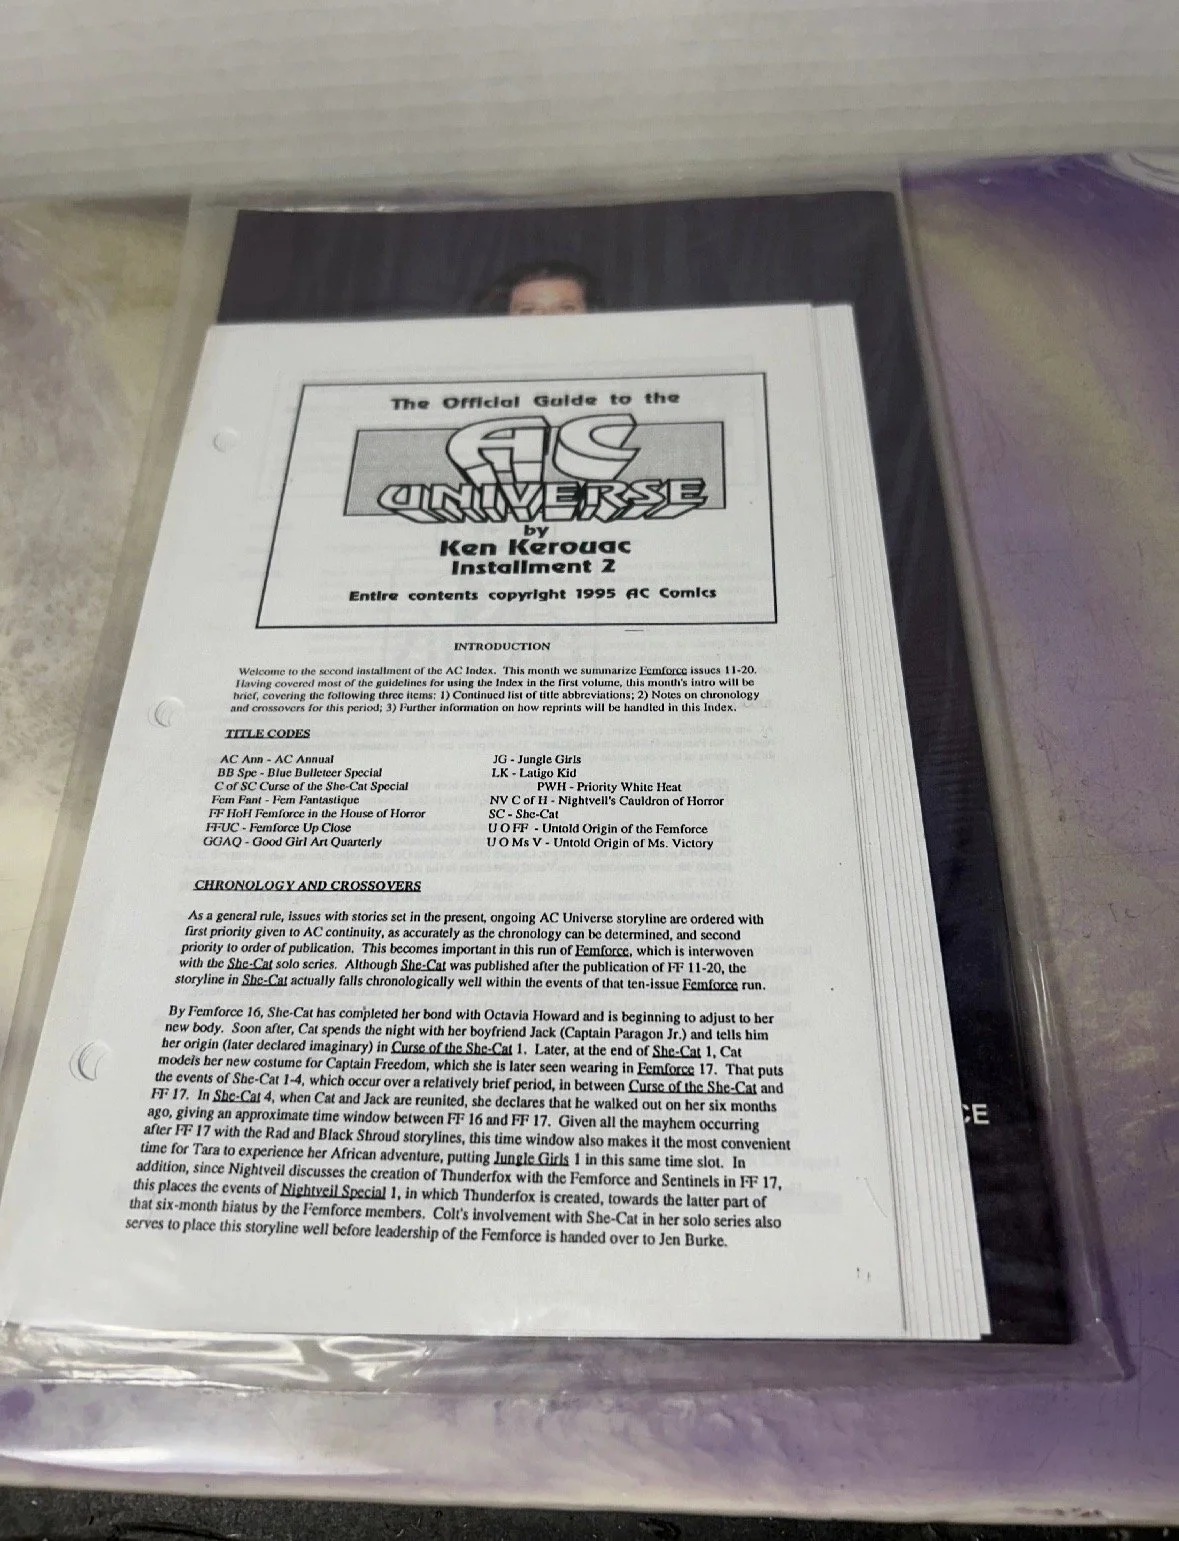 The Official Guide to the
AC
UNIVERSE
by
Ken Kerouac
Installment 2
Entire contents copyright 1995 AC Comics
INTRODUCTION
Welcome to the second installment of the AC Index. This month we summarize Femforce issues 11-20.
Having covered most of the guidelines for using the Index in the first volume, this month's intro will be
brief, covering the following three items: 1) Continued list of title abbreviations; 2) Notes on chronology
and crossovers for this period; 3) Further information on how reprints will be handled in this Index.
TITLE CODES
AC Ann - AC Annual JG - Jungle Girls
BB Spe - Blue Bulleteer Special LK - Latigo Kid
C of SC Curse of the She-Cat Special PWH - Priority White Heat
Fem Fant - Fem Fantastique NV C of H - Nightveil's Cauldron of Horror
FF HoH Femforce in the House of Horror SC - She-Cat
FFUC - Femforce Up Close U O FF - Untold Origin of the Femforce
GGAQ - Good Girl Art Quarterly U O Ms V - Untold Origin of Ms. Victory
CHRONOLOGY AND CROSSOVERS
As a general rule, issues with stories set in the present, ongoing AC Universe storyline are ordered with
first priority given to AC continuity, as accurately as the chronology can be determined, and second
priority to order of publication. This becomes important in this run of Femforce, which is interwoven
with the She-Cat solo series. Although She-Cat was published after the publication of FF 11-20, the
storyline in She-Cat actually falls chronologically well within the events of that ten-issue Femforce run.
By Femforce 16, She-Cat has completed her bond with Octavia Howard and is beginning to adjust to her
new body. Soon after, Cat spends the night with her boyfriend Jack (Captain Paragon Jr.) and tells him
her origin (later declared imaginary) in Curse of the She-Cat 1. Later, at the end of She-Cat 1, Cat
models her new costume for Captain Freedom, which she is later seen wearing in Femforce 17. That puts
the events of She-Cat 1-4, which occur over a relatively brief period, in between Curse of the She-Cat and
FF 17. In She-Cat 4, when Cat and Jack are reunited, she declares that he walked out on her six months
ago, giving an approximate time window between FF 16 and FF 17. Given all the mayhem occurring
after FF 17 with the Rad and Black Shroud storylines, this time window also makes it the most convenient
time for Tara to experience her African adventure, putting Jungle Girls 1 in this same time slot. In
addition, since Nightveil discusses the creation of Thunderfox with the Femforce and Sentinels in FF 17,
this places the events of Nightveil Special 1, in which Thunderfox is created, towards the latter part of
that six-month hiatus by the Femforce members. Colt's involvement with She-Cat in her solo series also
serves to place this storyline well before leadership of the Femforce is handed over to Jen Burke.
CE